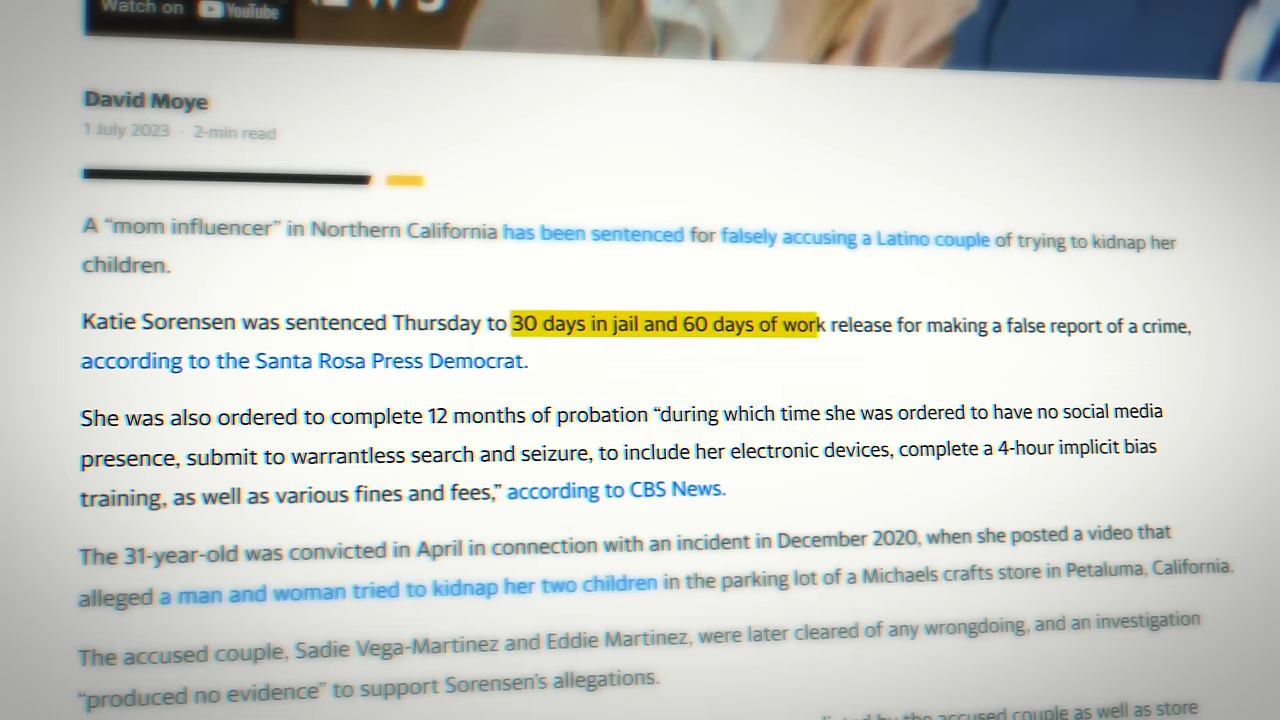 Watch on YouTube
David Moye
1 July 2023 · 2-min read
A “mom influencer” in Northern California has been sentenced for falsely accusing a Latino couple of trying to kidnap her
children.
Katie Sorensen was sentenced Thursday to 30 days in jail and 60 days of work release for making a false report of a crime,
according to the Santa Rosa Press Democrat.
She was also ordered to complete 12 months of probation “during which time she was ordered to have no social media
presence, submit to warrantless search and seizure, to include her electronic devices, complete a 4-hour implicit bias
training, as well as various fines and fees,” according to CBS News.
The 31-year-old was convicted in April in connection with an incident in December 2020, when she posted a video that
alleged a man and woman tried to kidnap her two children in the parking lot of a Michaels crafts store in Petaluma, California.
The accused couple, Sadie Vega-Martinez and Eddie Martinez, were later cleared of any wrongdoing, and an investigation
“produced no evidence” to support Sorensen's allegations.
by the accused couple as well as store